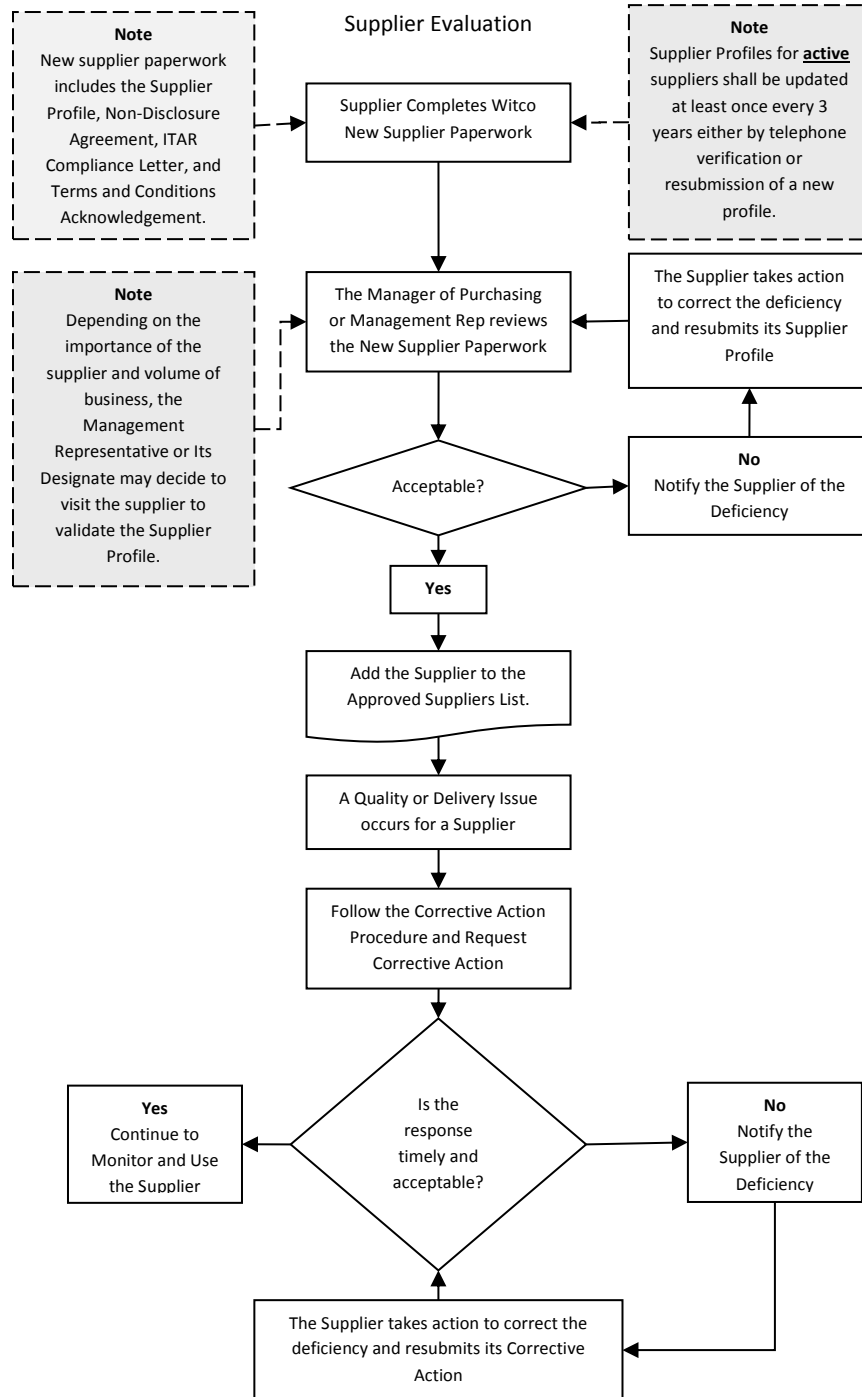 Supplier Evaluation
Note
New supplier paperwork
includes the Supplier
Profile, Non-Disclosure
Agreement, ITAR
Compliance Letter, and
Terms and Conditions
Acknowledgement.
Supplier Completes Witco
New Supplier Paperwork
Note
Supplier Profiles for active
suppliers shall be updated
at least once every 3
years either by telephone
verification or
resubmission of a new
profile.
Note
Depending on the
importance of the
supplier and volume of
business, the
Management
Representative or Its
Designate may decide to
visit the supplier to
validate the Supplier
Profile.
The Manager of Purchasing
or Management Rep reviews
the New Supplier Paperwork
The Supplier takes action
to correct the deficiency
and resubmits its Supplier
Profile
Acceptable?
No
Notify the Supplier of the
Deficiency
Yes
Add the Supplier to the
Approved Suppliers List.
A Quality or Delivery Issue
occurs for a Supplier
Follow the Corrective Action
Procedure and Request
Corrective Action
Is the
response
timely and
acceptable?
Yes
Continue to
Monitor and Use
the Supplier
No
Notify the
Supplier of the
Deficiency
The Supplier takes action to correct the
deficiency and resubmits its Corrective
Action